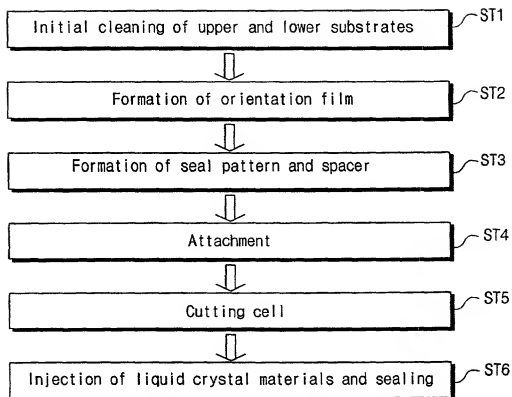 Initial cleaning of upper and lower substrates ST1
Formation of orientation film ST2
Formation of seal pattern and spacer ST3
Attachment ST4
Cutting cell ST5
Injection of liquid crystal materials and sealing ST6